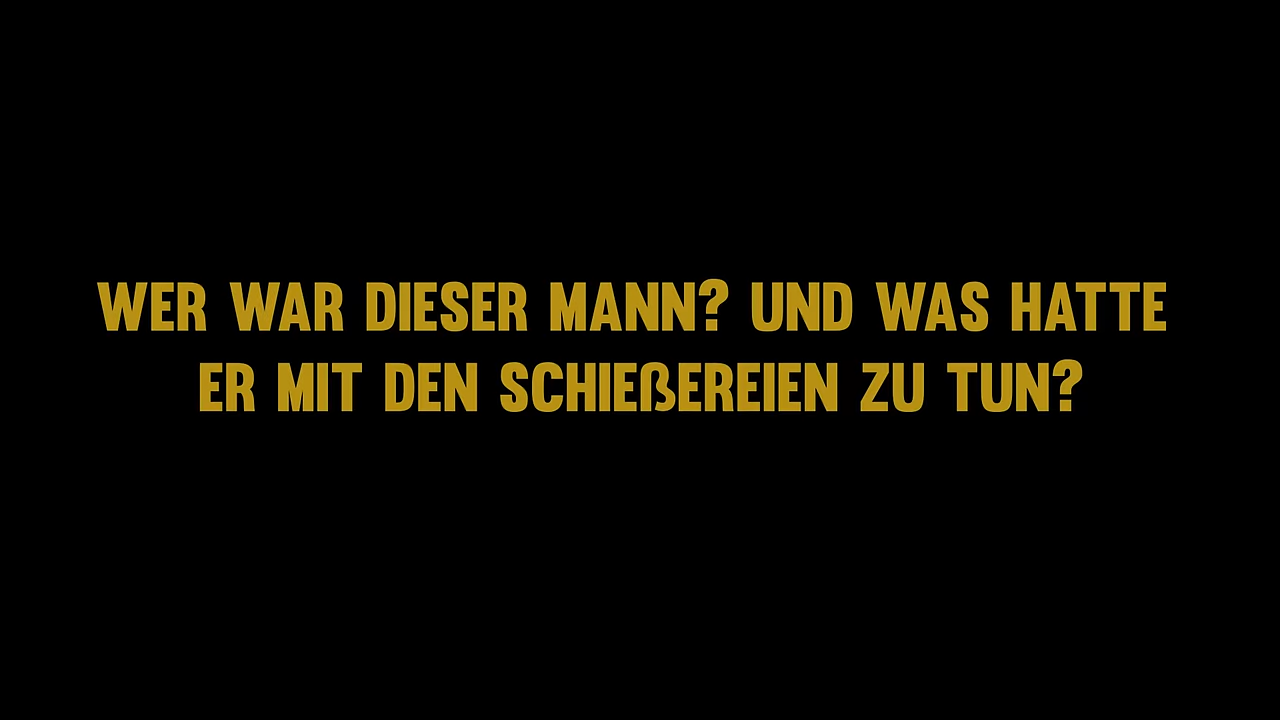 WER WAR DIESER MANN? UND WAS HATTE
ER MIT DEN SCHIEßEREIEN ZU TUN?